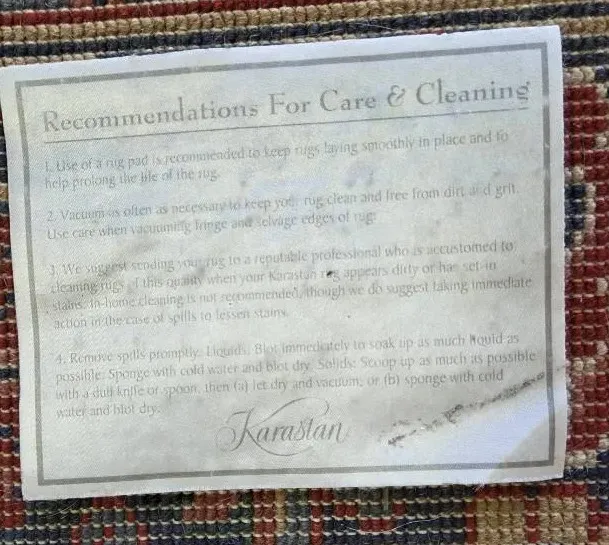 Recommendations For Care & Cleaning
1. Use of a rug pad is recommended to keep rugs laying smoothly in place and to
help prolong the life of the rug.
2. Vacuum as often as necessary to keep your rug clean and free from dirt and grit.
Use care when vacuuming fringe and selvage edges of rug.
3. We suggest sending your rug to a reputable professional who is accustomed to
cleaning rugs of this quality when your Karastan rug appears dirty or has set-in
stains. In-home cleaning is not recommended, though we do suggest taking immediate
action in the case of spills to lessen stains.
4. Remove spills promptly. Liquids: Blot immediately to soak up as much liquid as
possible. Sponge with cold water and blot dry. Solids: Scoop up as much as possible
with a dull knife or spoon, then (a) let dry and vacuum, or (b) sponge with cold
water and blot dry.
Karastan